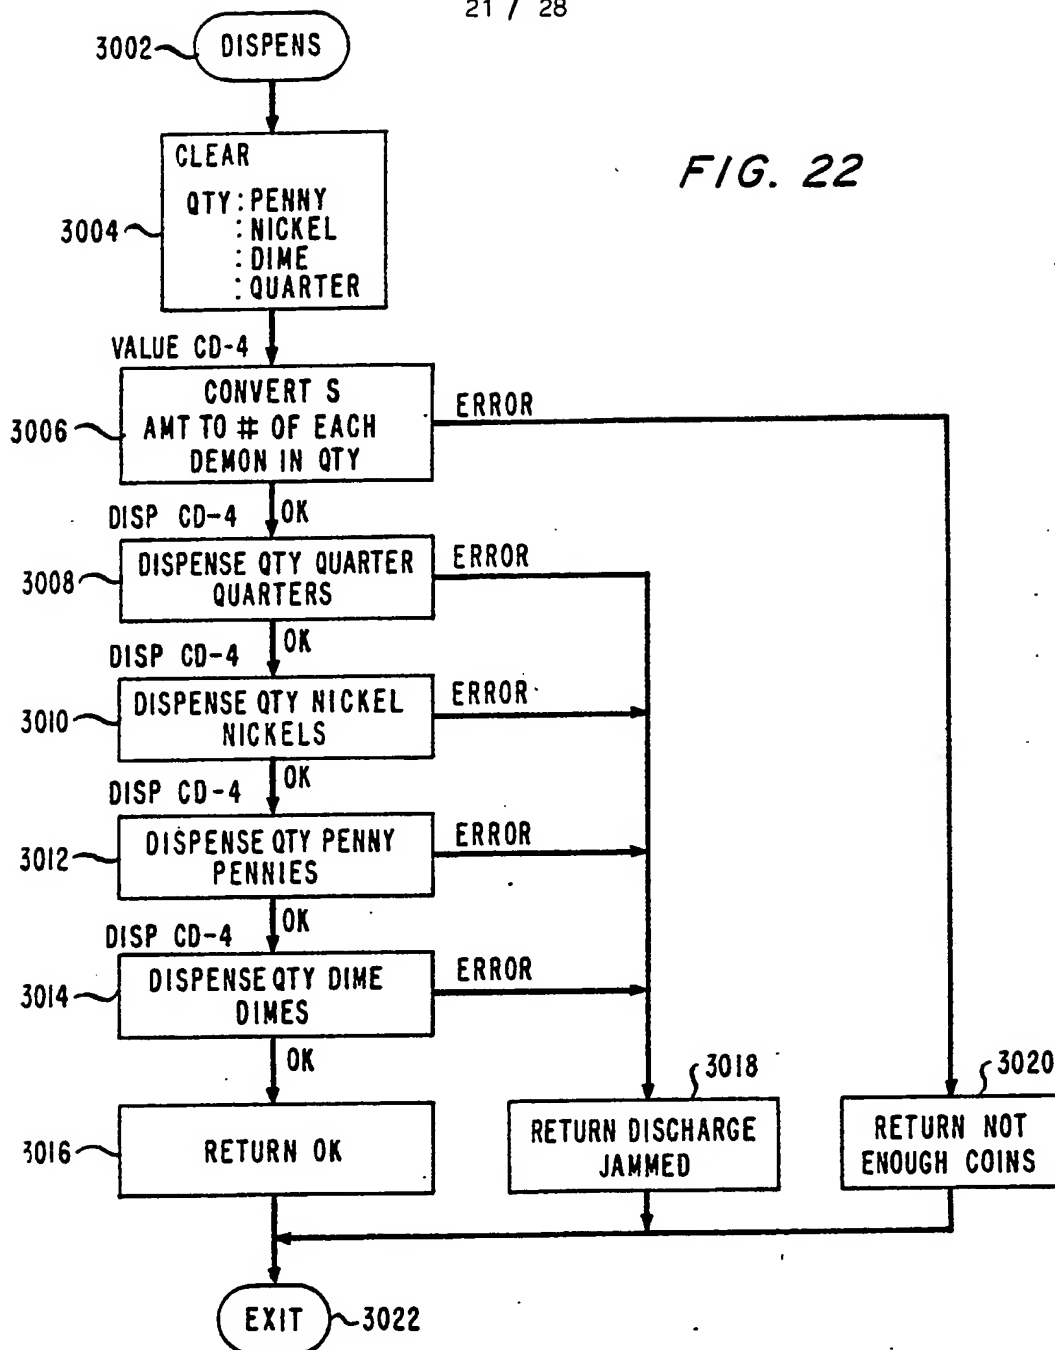 21 / 28
3002
DISPENS
FIG. 22
CLEAR
QTY: PENNY
: NICKEL
: DIME
: QUARTER
3004
VALUE CD-4
CONVERT S
AMT TO # OF EACH
DEMON IN QTY
3006
ERROR
DISP CD-4
OK
DISPENSE QTY QUARTER
QUARTERS
3008
ERROR
DISP CD-4
OK
DISPENSE QTY NICKEL
NICKELS
3010
ERROR
DISP CD-4
OK
DISPENSE QTY PENNY
PENNIES
3012
ERROR
DISP CD-4
OK
DISPENSE QTY DIME
DIMES
3014
ERROR
OK
3016
RETURN OK
3018
RETURN DISCHARGE
JAMMED
3020
RETURN NOT
ENOUGH COINS
EXIT
3022